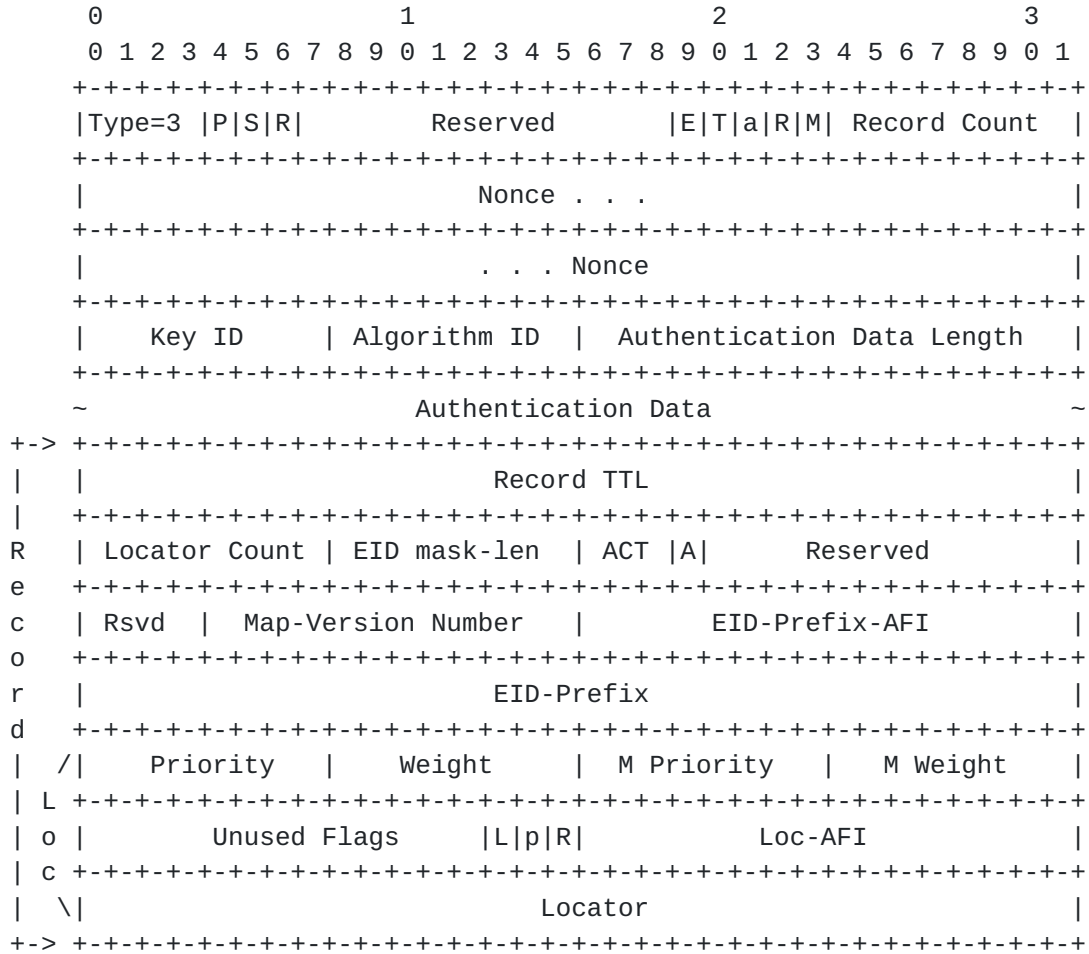 0                   1                   2                   3
        0 1 2 3 4 5 6 7 8 9 0 1 2 3 4 5 6 7 8 9 0 1 2 3 4 5 6 7 8 9 0 1
       +-+-+-+-+-+-+-+-+-+-+-+-+-+-+-+-+-+-+-+-+-+-+-+-+-+-+-+-+-+-+-+-+
       |Type=3 |P|S|R|        Reserved       |E|T|a|R|M| Record Count  |
       +-+-+-+-+-+-+-+-+-+-+-+-+-+-+-+-+-+-+-+-+-+-+-+-+-+-+-+-+-+-+-+-+
       |                         Nonce . . .                           |
       +-+-+-+-+-+-+-+-+-+-+-+-+-+-+-+-+-+-+-+-+-+-+-+-+-+-+-+-+-+-+-+-+
       |                         . . . Nonce                           |
       +-+-+-+-+-+-+-+-+-+-+-+-+-+-+-+-+-+-+-+-+-+-+-+-+-+-+-+-+-+-+-+-+
       |    Key ID     | Algorithm ID  |  Authentication Data Length   |
       +-+-+-+-+-+-+-+-+-+-+-+-+-+-+-+-+-+-+-+-+-+-+-+-+-+-+-+-+-+-+-+-+
       ~                     Authentication Data                       ~
   +-> +-+-+-+-+-+-+-+-+-+-+-+-+-+-+-+-+-+-+-+-+-+-+-+-+-+-+-+-+-+-+-+-+
   |   |                          Record TTL                           |
   |   +-+-+-+-+-+-+-+-+-+-+-+-+-+-+-+-+-+-+-+-+-+-+-+-+-+-+-+-+-+-+-+-+
   R   | Locator Count | EID mask-len  | ACT |A|      Reserved         |
   e   +-+-+-+-+-+-+-+-+-+-+-+-+-+-+-+-+-+-+-+-+-+-+-+-+-+-+-+-+-+-+-+-+
   c   | Rsvd  |  Map-Version Number   |        EID-Prefix-AFI         |
   o   +-+-+-+-+-+-+-+-+-+-+-+-+-+-+-+-+-+-+-+-+-+-+-+-+-+-+-+-+-+-+-+-+
   r   |                          EID-Prefix                           |
   d   +-+-+-+-+-+-+-+-+-+-+-+-+-+-+-+-+-+-+-+-+-+-+-+-+-+-+-+-+-+-+-+-+
   |  /|    Priority   |    Weight     |  M Priority   |   M Weight    |
   | L +-+-+-+-+-+-+-+-+-+-+-+-+-+-+-+-+-+-+-+-+-+-+-+-+-+-+-+-+-+-+-+-+
   | o |        Unused Flags     |L|p|R|           Loc-AFI             |
   | c +-+-+-+-+-+-+-+-+-+-+-+-+-+-+-+-+-+-+-+-+-+-+-+-+-+-+-+-+-+-+-+-+
   |  \|                             Locator                           |
   +-> +-+-+-+-+-+-+-+-+-+-+-+-+-+-+-+-+-+-+-+-+-+-+-+-+-+-+-+-+-+-+-+-+